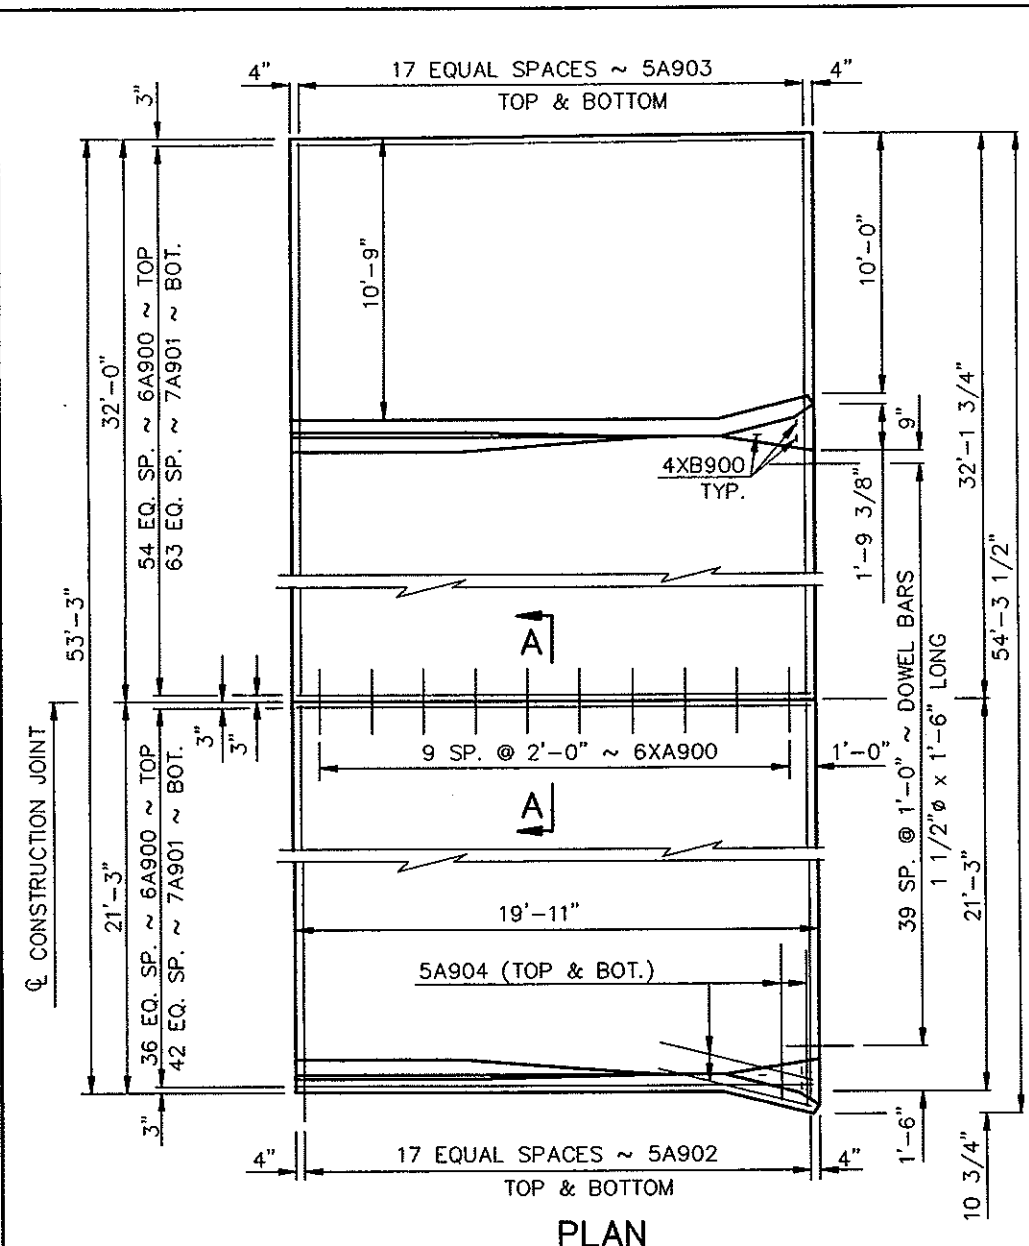 4"
17 EQUAL SPACES ~ 5A903
4"
TOP & BOTTOM
3"
10'-9"
10'-0"
54 EQ. SP. ~ 6A900 ~ TOP
63 EQ. SP. ~ 7A901 ~ BOT.
32'-0"
53'-3"
9"
32'-1 3/4"
4XB900
TYP.
1'-9 3/8"
54'-3 1/2"
A
39 SP. @ 1'-0" ~ DOWEL BARS
1 1/2"ø x 1'-6" LONG
3"
3"
9 SP. @ 2'-0" ~ 6XA900
1'-0"
A
℄ CONSTRUCTION JOINT
21'-3"
36 EQ. SP. ~ 6A900 ~ TOP
42 EQ. SP. ~ 7A901 ~ BOT.
21'-3"
19'-11"
5A904 (TOP & BOT.)
3"
1'-6"
10 3/4"
4"
17 EQUAL SPACES ~ 5A902
4"
TOP & BOTTOM
PLAN